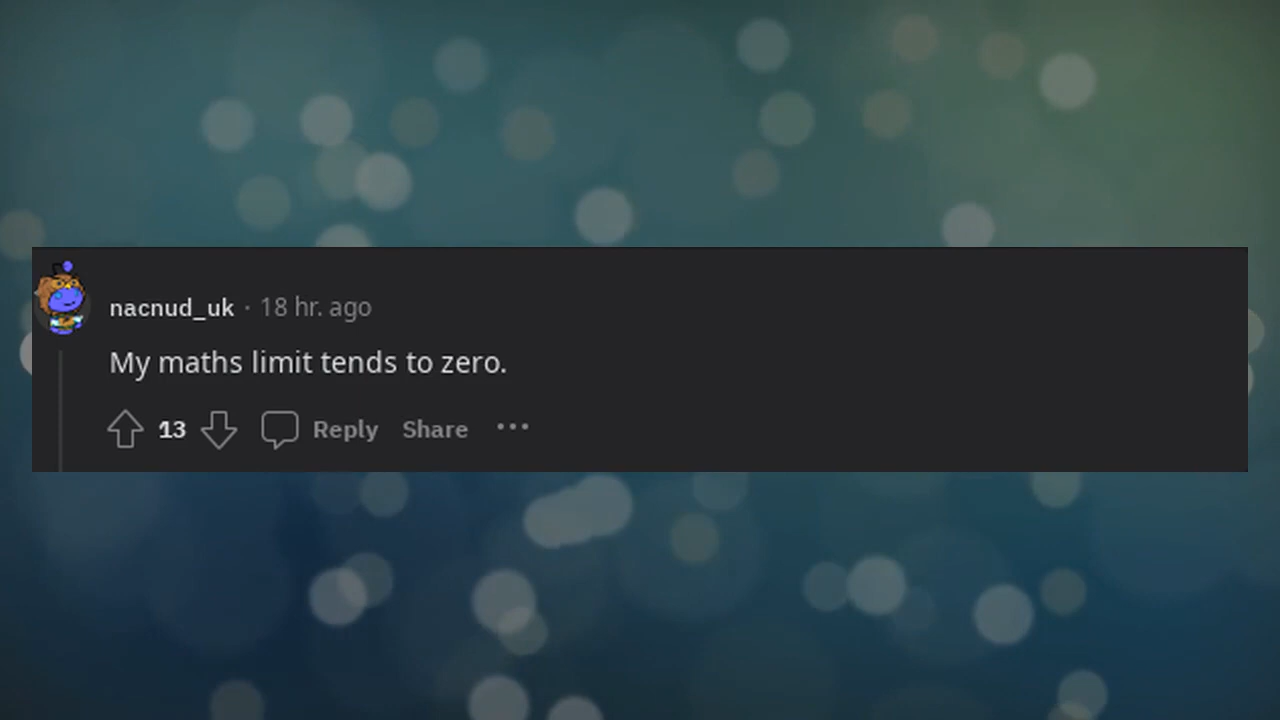 nacnud_uk · 18 hr. ago
My maths limit tends to zero.
13 Reply Share ...